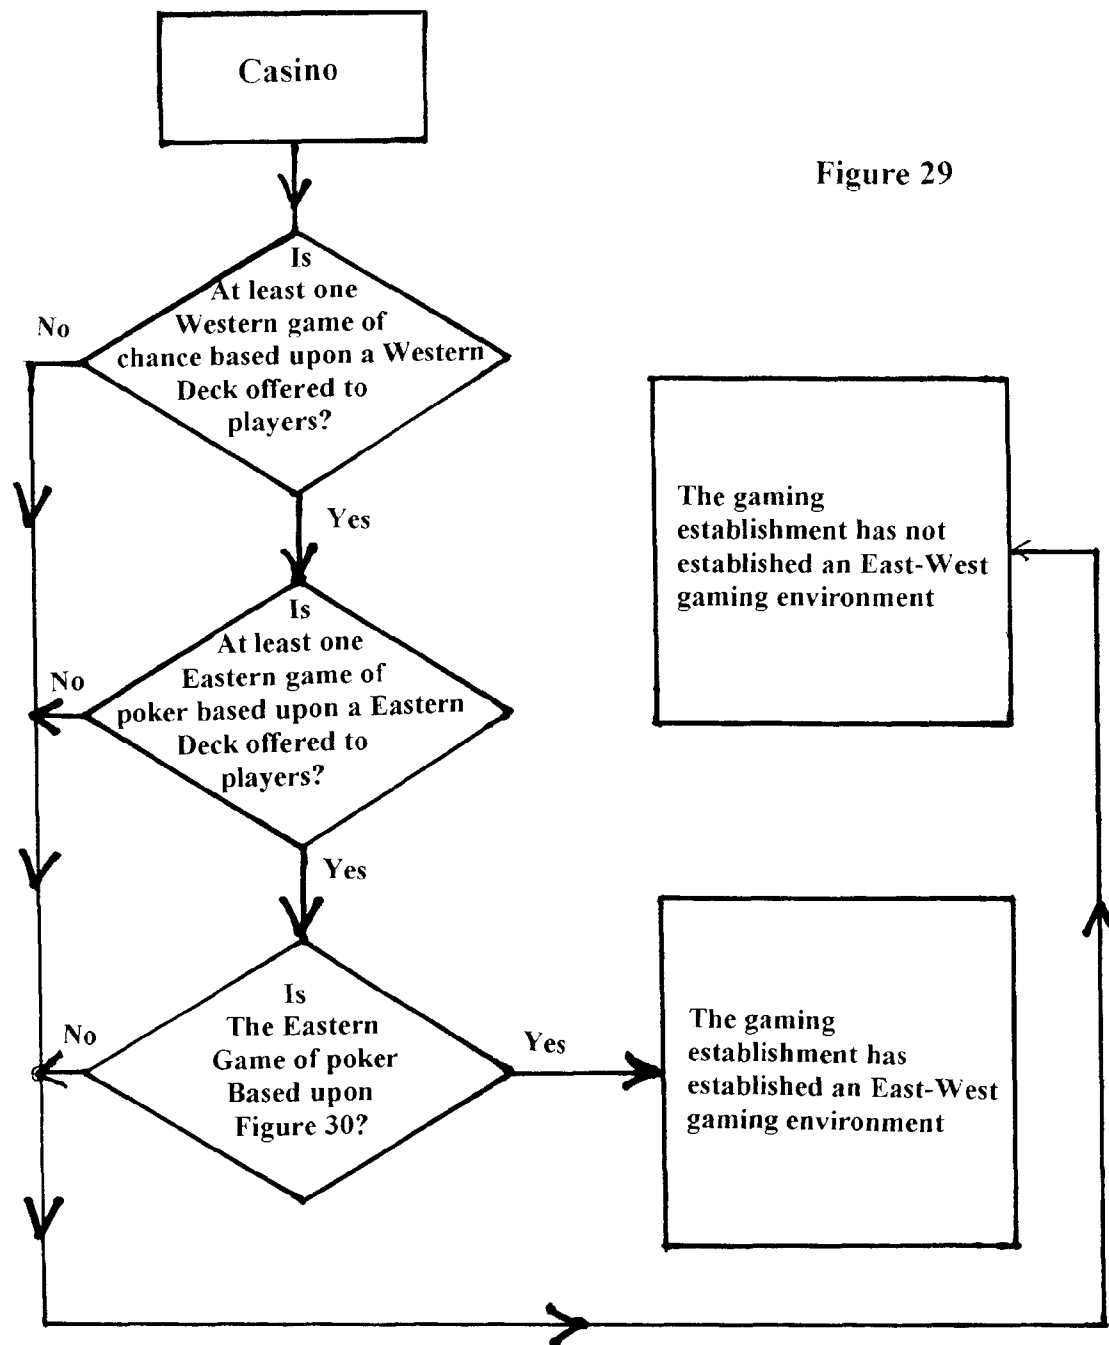 Casino
Figure 29
Is
At least one
Western game of
chance based upon a Western
Deck offered to
players?
No
Yes
The gaming
establishment has not
established an East-West
gaming environment
Is
At least one
Eastern game of
poker based upon a Eastern
Deck offered to
players?
No
Yes
Is
The Eastern
Game of poker
Based upon
Figure 30?
No
Yes
The gaming
establishment has
established an East-West
gaming environment